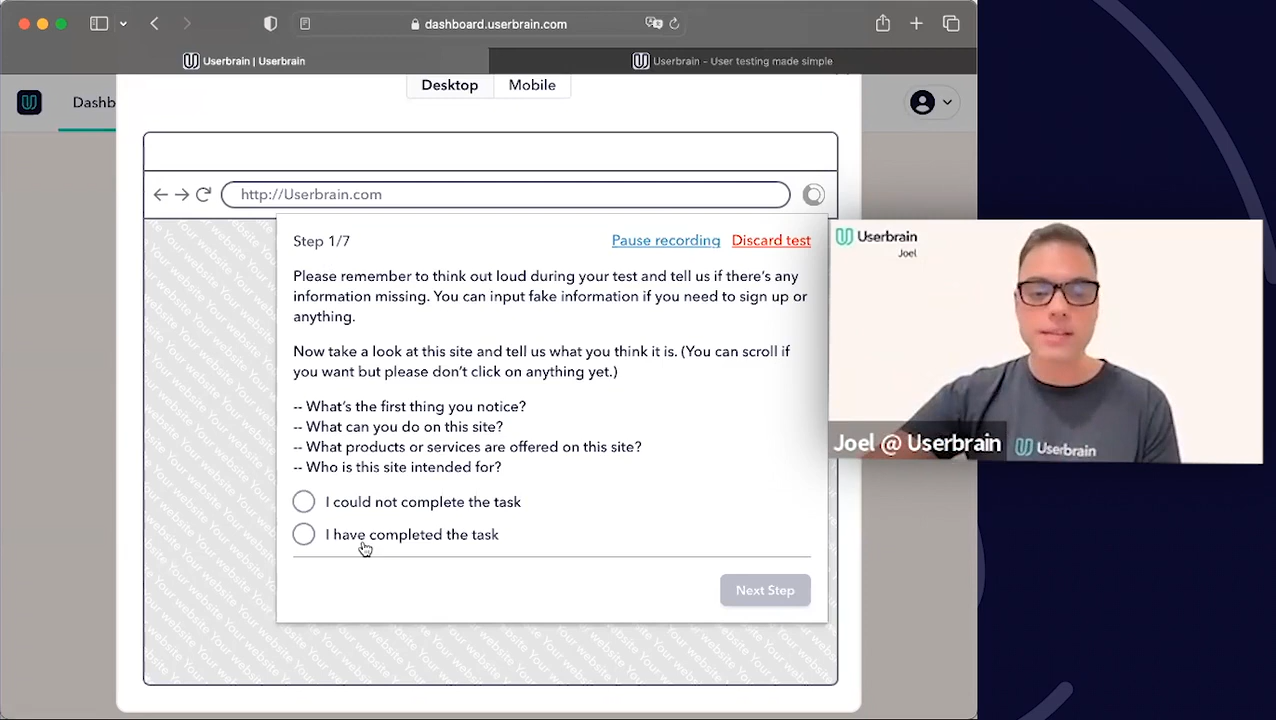 dashboard.userbrain.com
Userbrain | Userbrain
Userbrain – User testing made simple
Desktop
Mobile
Dashb
http://Userbrain.com
Step 1/7
Pause recording
Discard test
Please remember to think out loud during your test and tell us if there's any
information missing. You can input fake information if you need to sign up or
anything.
Now take a look at this site and tell us what you think it is. (You can scroll if
you want but please don't click on anything yet.)
-- What's the first thing you notice?
-- What can you do on this site?
-- What products or services are offered on this site?
-- Who is this site intended for?
I could not complete the task
I have completed the task
Next Step
Userbrain
Joel
Joel @ Userbrain
Userbrain
Your website Your website Your website